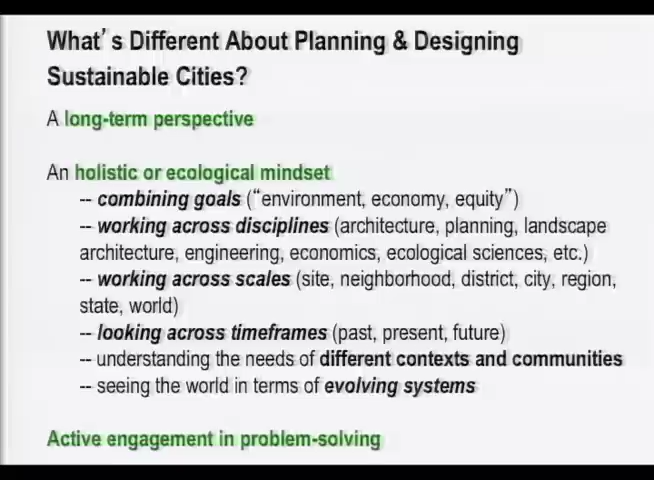 What's Different About Planning & Designing
Sustainable Cities?
A long-term perspective
An holistic or ecological mindset
-- combining goals ("environment, economy, equity")
-- working across disciplines (architecture, planning, landscape
architecture, engineering, economics, ecological sciences, etc.)
-- working across scales (site, neighborhood, district, city, region,
state, world)
-- looking across timeframes (past, present, future)
-- understanding the needs of different contexts and communities
-- seeing the world in terms of evolving systems
Active engagement in problem-solving